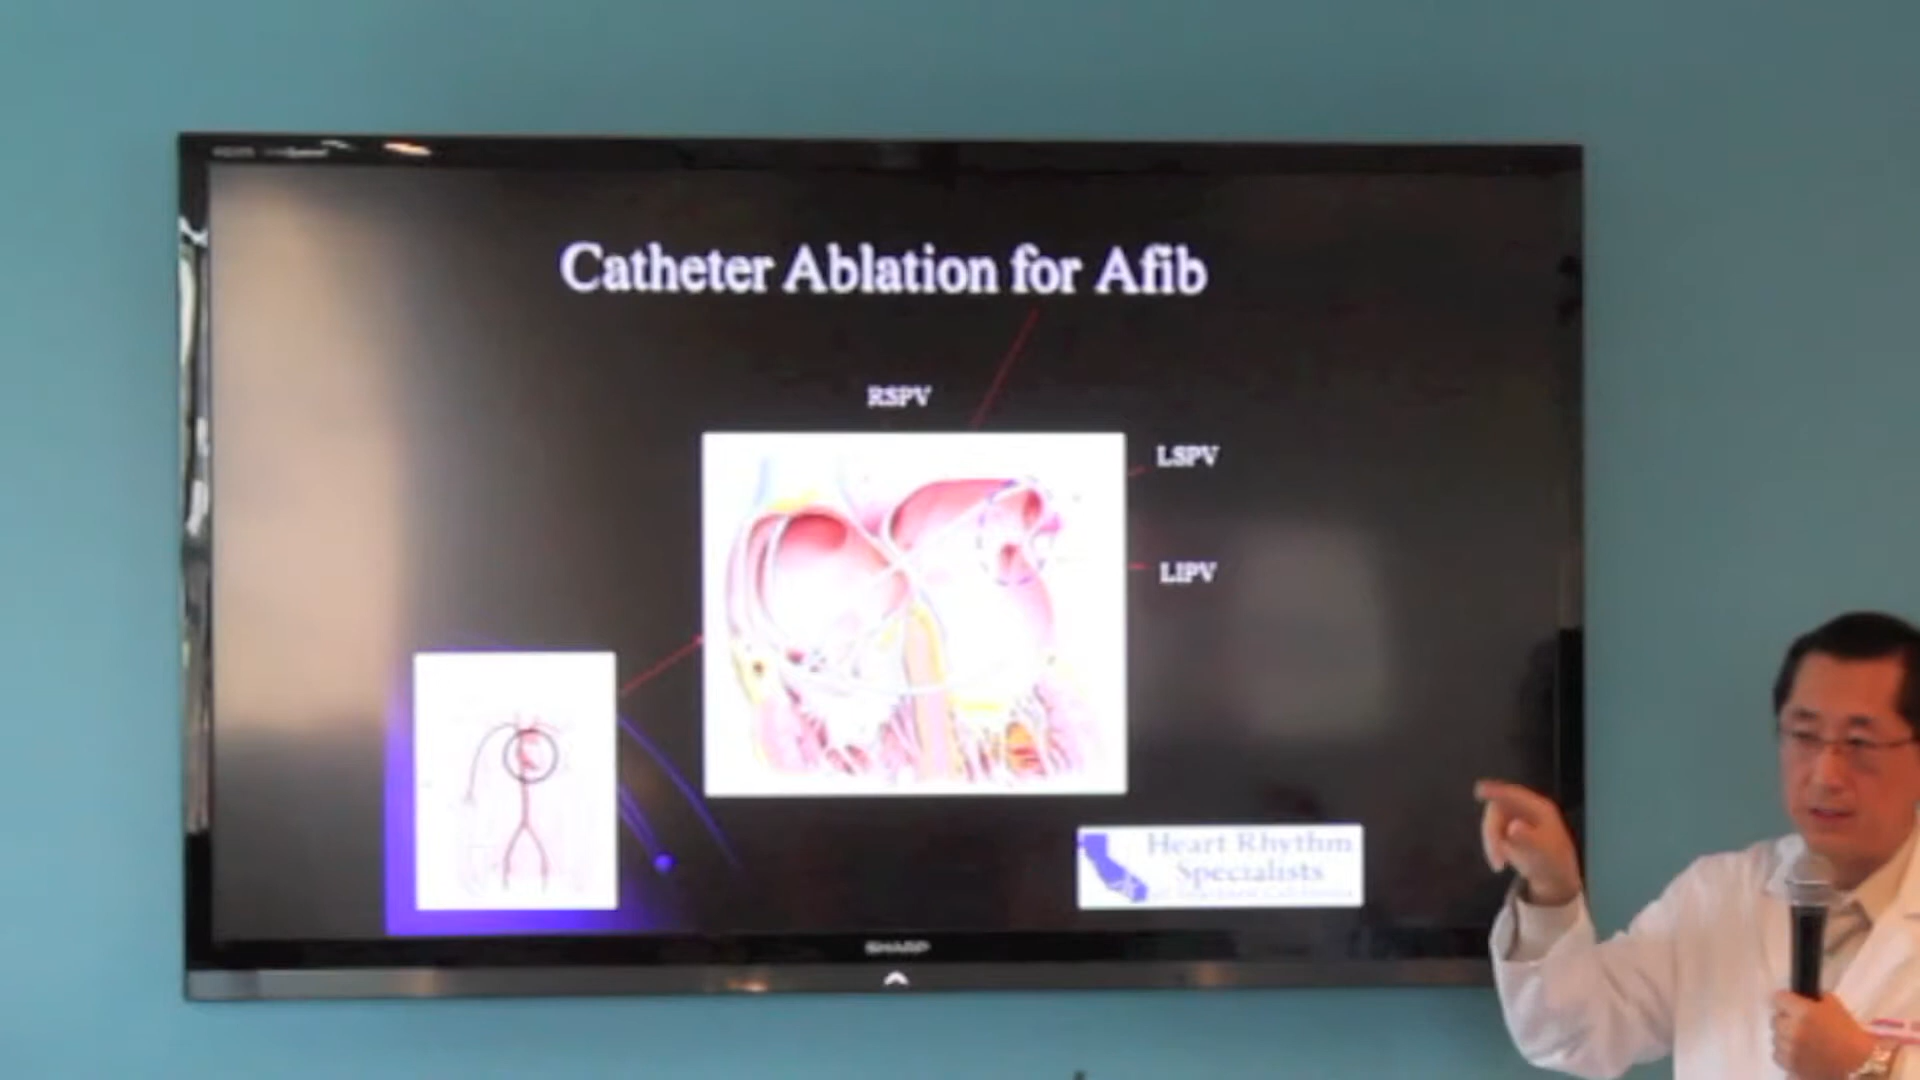 Catheter Ablation for Afib
RSPV
LSPV
LIPV
Heart Rhythm
Specialists
SHARP